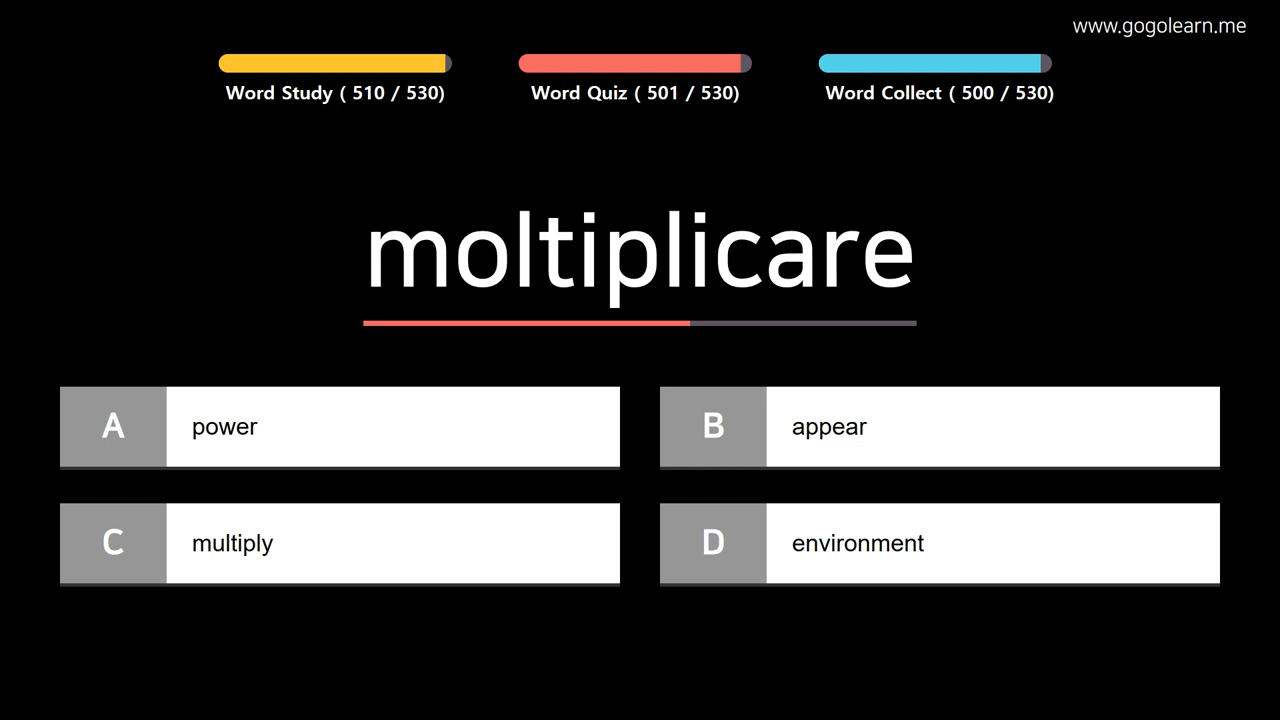 www.gogolearn.me
Word Study ( 510 / 530)
Word Quiz ( 501 / 530)
Word Collect ( 500 / 530)
moltiplicare
A power
B appear
C multiply
D environment